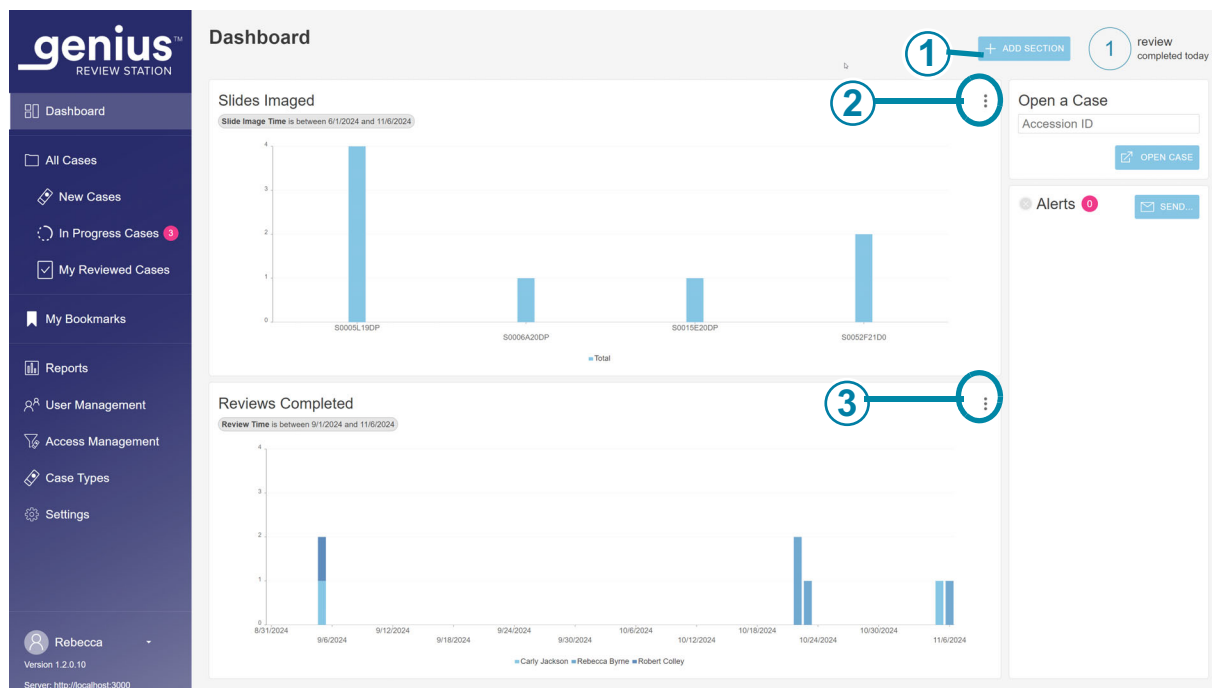 genius™
REVIEW STATION
Dashboard
All Cases
New Cases
In Progress Cases 3
My Reviewed Cases
My Bookmarks
Reports
User Management
Access Management
Case Types
Settings
Rebecca
Version 1.2.0.10
Server: http://localhost:3000
Dashboard
1
+ ADD SECTION
1
review
completed today
Slides Imaged
2
Slide Image Time is between 6/1/2024 and 11/6/2024
4
3
2
1
0
S0005L19DP
S0006A20DP
S0015E20DP
S0052F21D0
Total
Reviews Completed
3
Review Time is between 9/1/2024 and 11/6/2024
4
3
2
1
0
8/31/2024
9/6/2024
9/12/2024
9/18/2024
9/24/2024
9/30/2024
10/6/2024
10/12/2024
10/18/2024
10/24/2024
10/30/2024
11/6/2024
Carly Jackson Rebecca Byrne Robert Colley
Open a Case
Accession ID
OPEN CASE
Alerts 0
SEND...